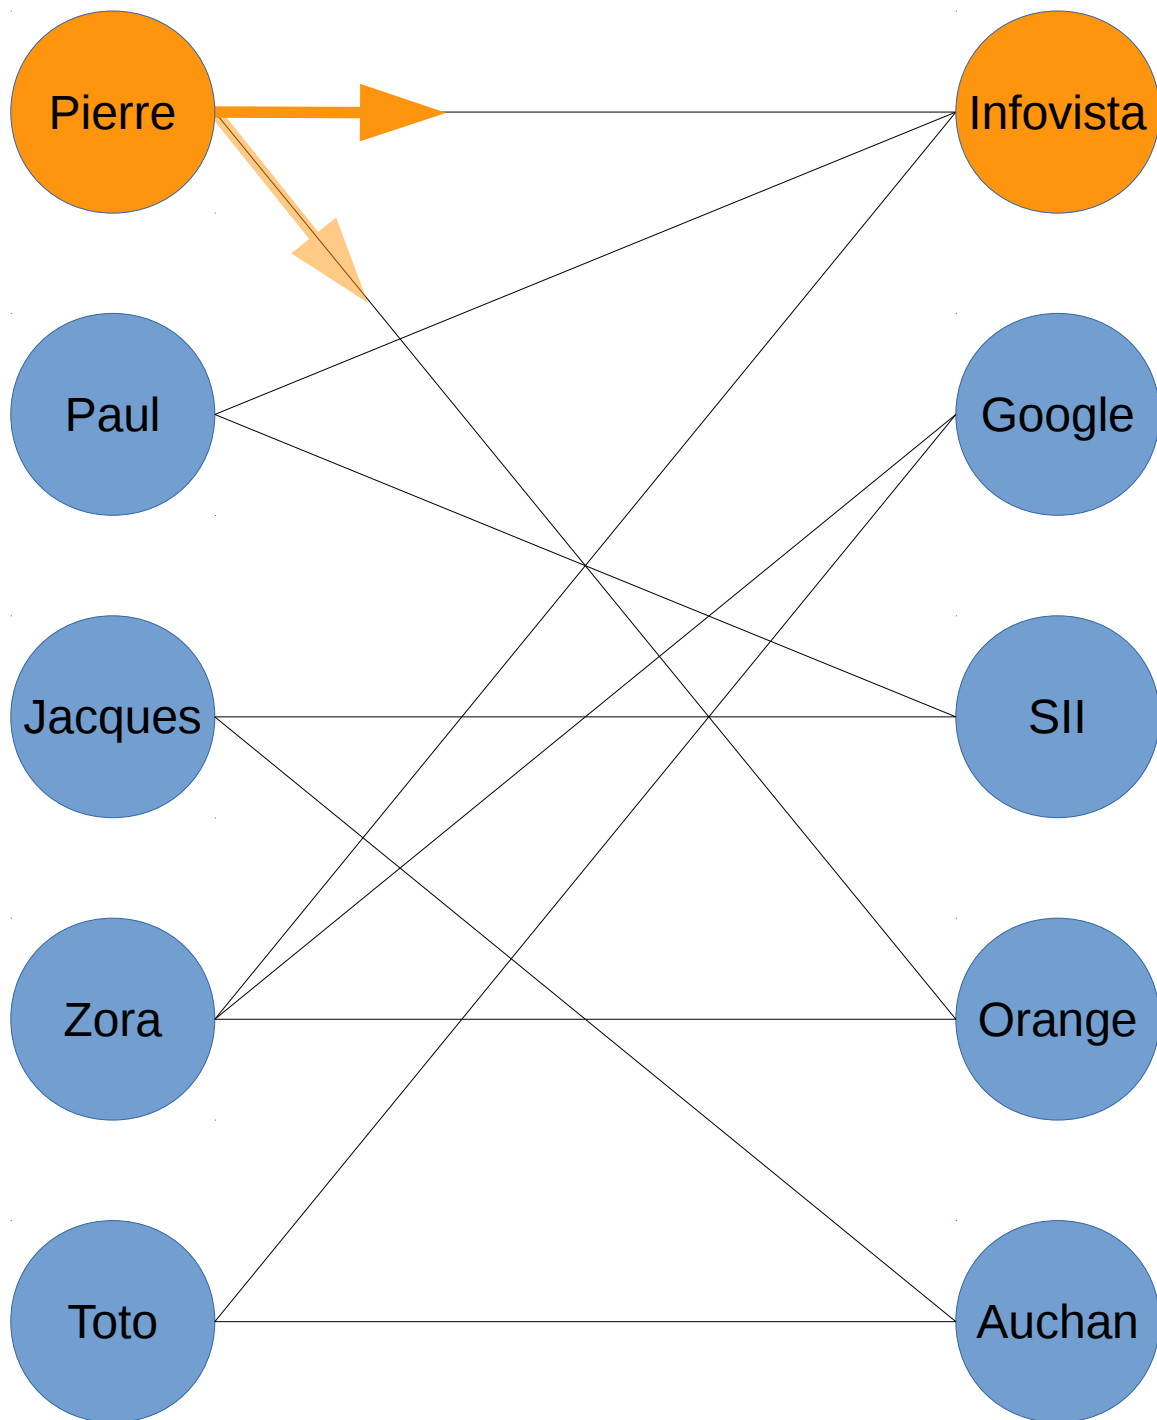 Pierre
Infovista
Paul
Google
Jacques
SII
Zora
Orange
Toto
Auchan